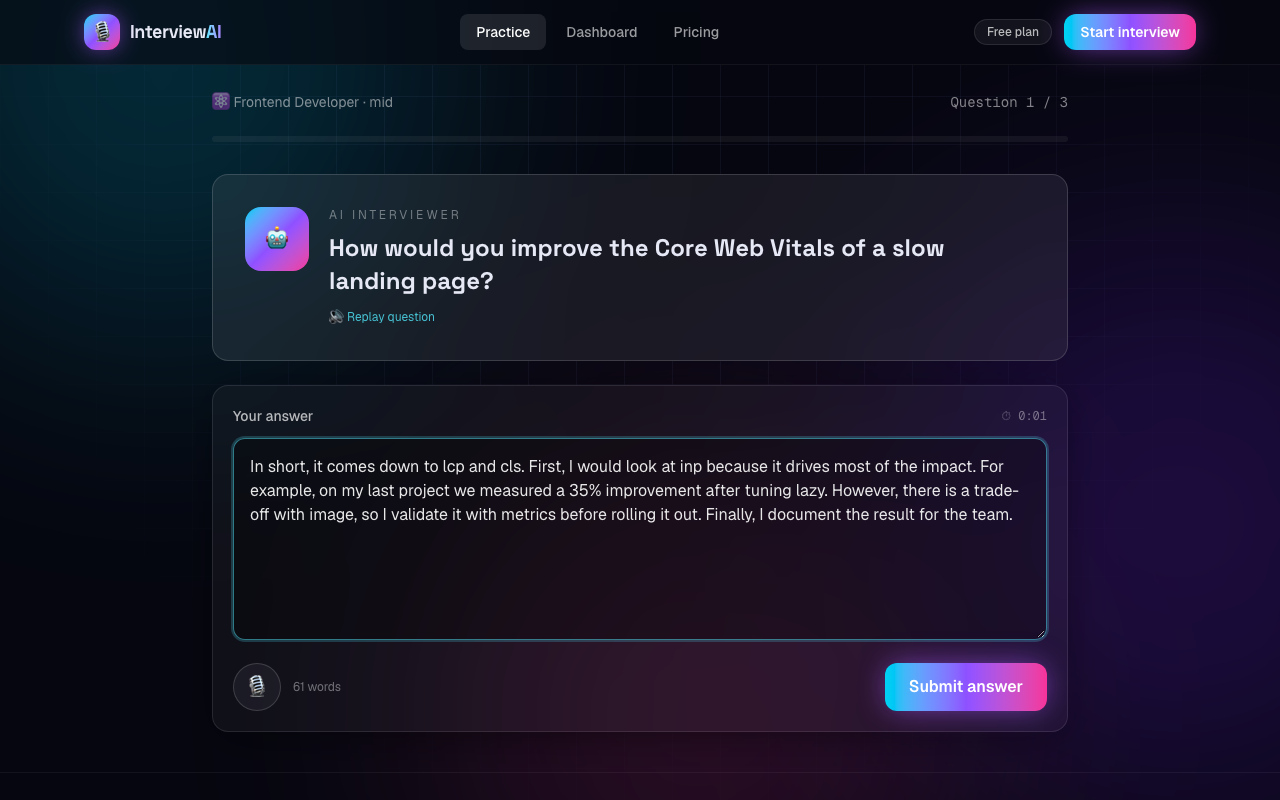 InterviewAI
Practice
Dashboard
Pricing
Free plan
Start interview
Frontend Developer · mid
Question 1 / 3
AI INTERVIEWER
How would you improve the Core Web Vitals of a slow
landing page?
Replay question
Your answer
0:01
In short, it comes down to lcp and cls. First, I would look at inp because it drives most of the impact. For
example, on my last project we measured a 35% improvement after tuning lazy. However, there is a trade-
off with image, so I validate it with metrics before rolling it out. Finally, I document the result for the team.
61 words
Submit answer